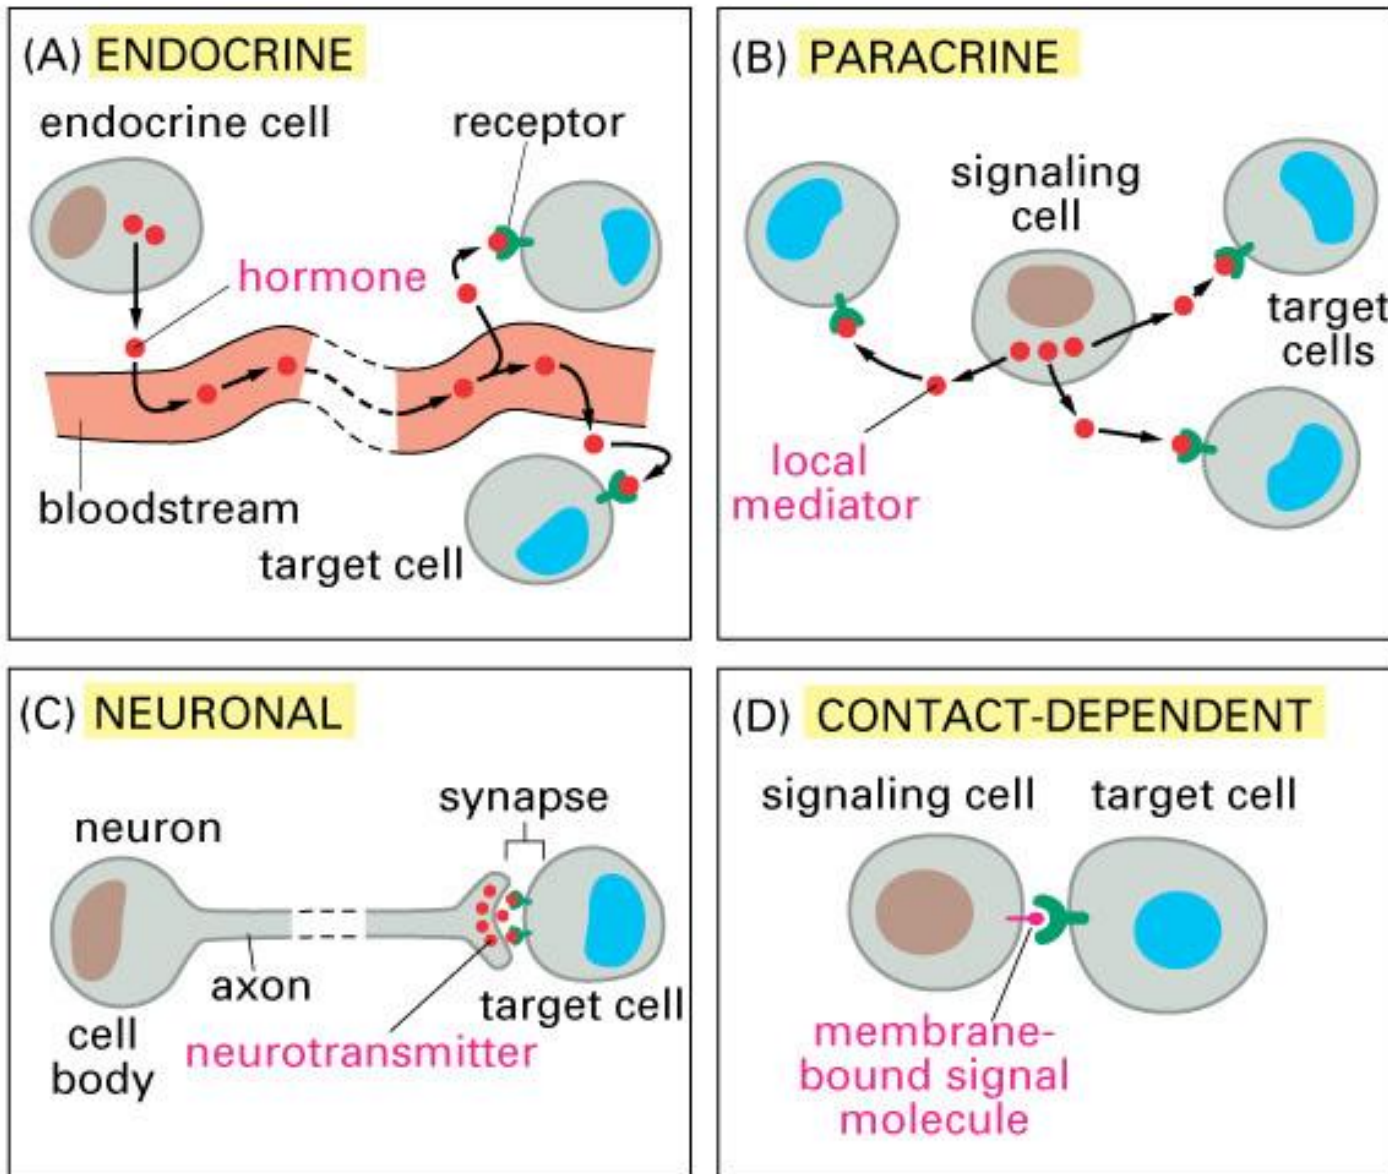 (A) ENDOCRINE
endocrine cell
receptor
hormone
bloodstream
target cell
(B) PARACRINE
signaling
cell
target
cells
local
mediator
(C) NEURONAL
synapse
neuron
axon
target cell
cell
body
neurotransmitter
(D) CONTACT-DEPENDENT
signaling cell
target cell
membrane-
bound signal
molecule